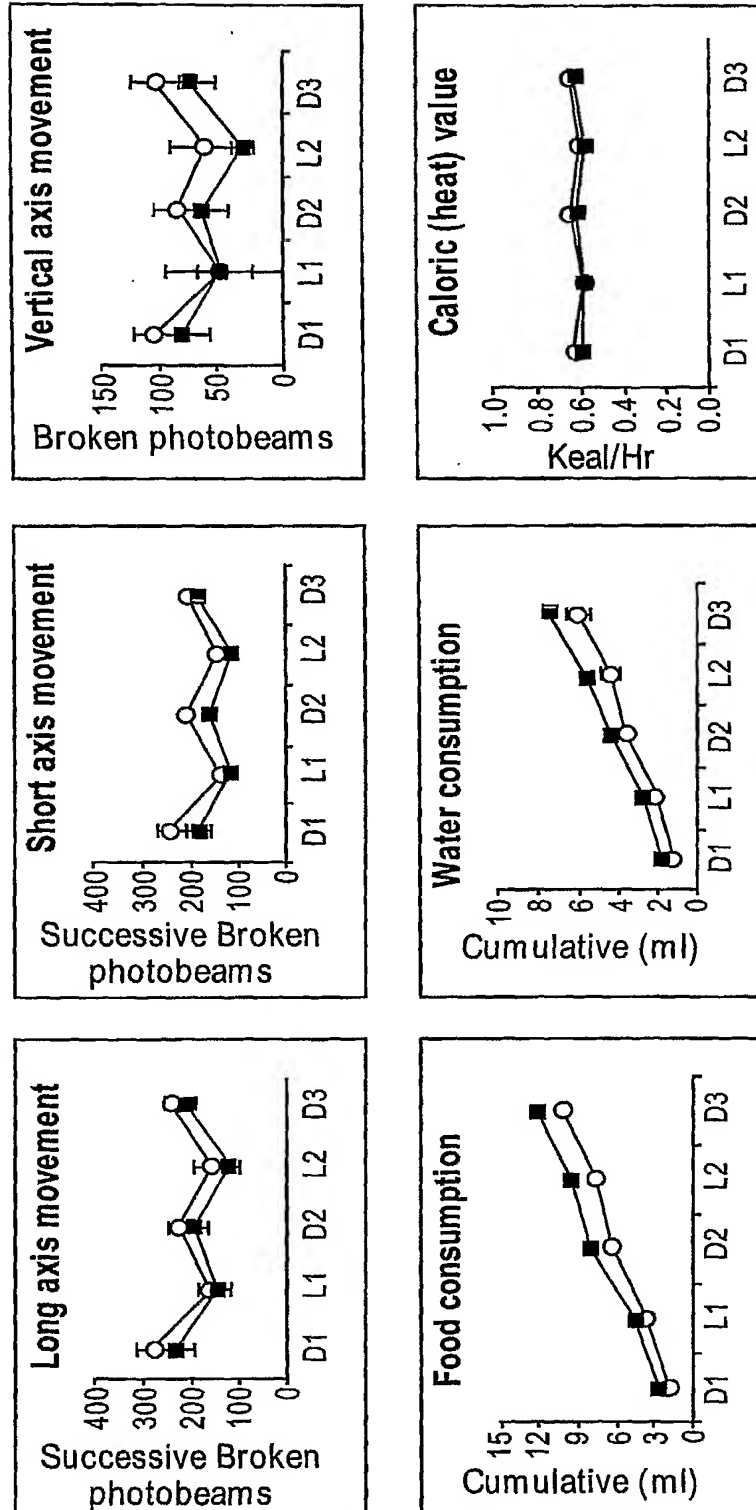 Long axis movement
Successive Broken
photobeams
400
300
200
100
0
D1 L1 D2 L2 D3
Short axis movement
Successive Broken
photobeams
400
300
200
100
0
D1 L1 D2 L2 D3
Vertical axis movement
Broken photobeams
150
100
50
0
D1 L1 D2 L2 D3
Food consumption
Cumulative (ml)
15
12
9
6
3
0
D1 L1 D2 L2 D3
Water consumption
Cumulative (ml)
10
8
6
4
2
0
D1 L1 D2 L2 D3
Caloric (heat) value
Keal/Hr
1.0
0.8
0.6
0.4
0.2
0.0
D1 L1 D2 L2 D3